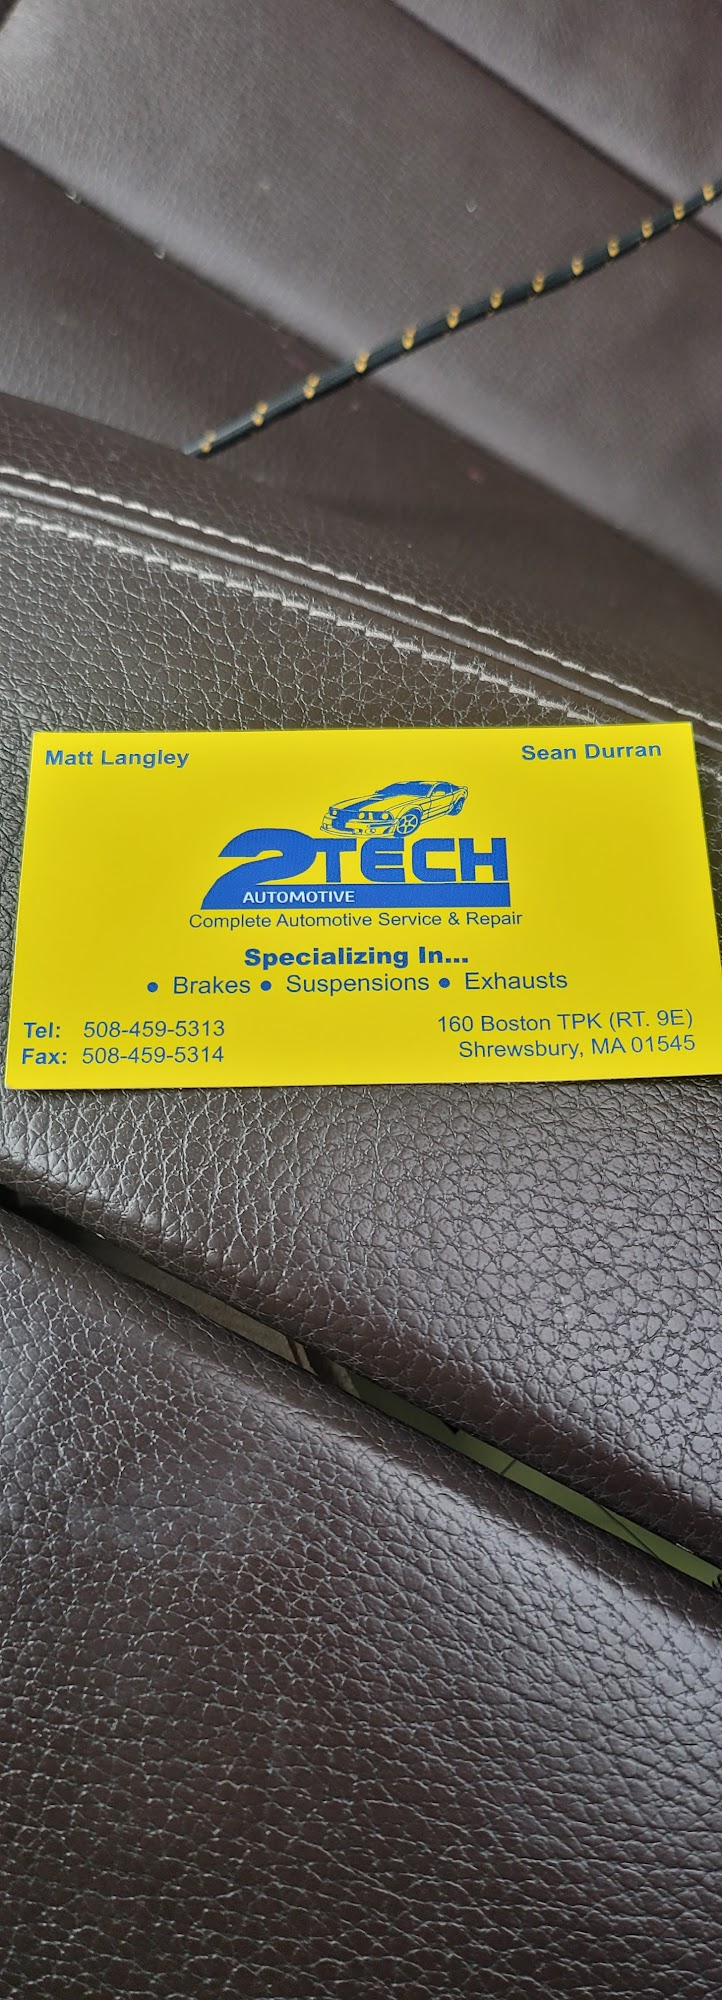 Matt Langley
Sean Durran
2TECH
AUTOMOTIVE
Complete Automotive Service & Repair
Specializing In...
• Brakes • Suspensions • Exhausts
Tel: 508-459-5313
Fax: 508-459-5314
160 Boston TPK (RT. 9E)
Shrewsbury, MA 01545